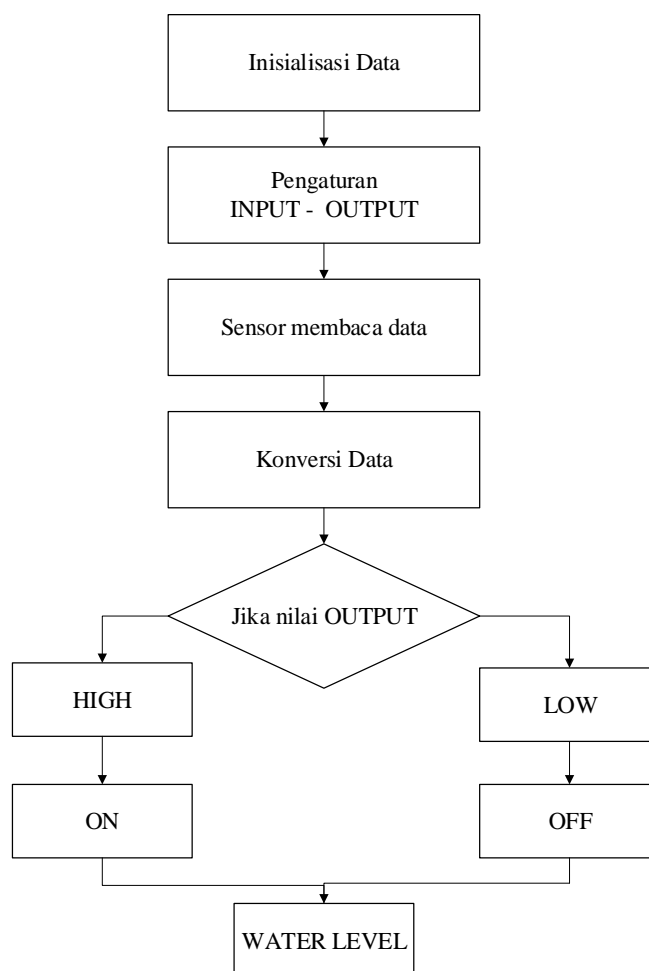 Inisialisasi Data
Pengaturan
INPUT - OUTPUT
Sensor membaca data
Konversi Data
Jika nilai OUTPUT
HIGH
LOW
ON
OFF
WATER LEVEL